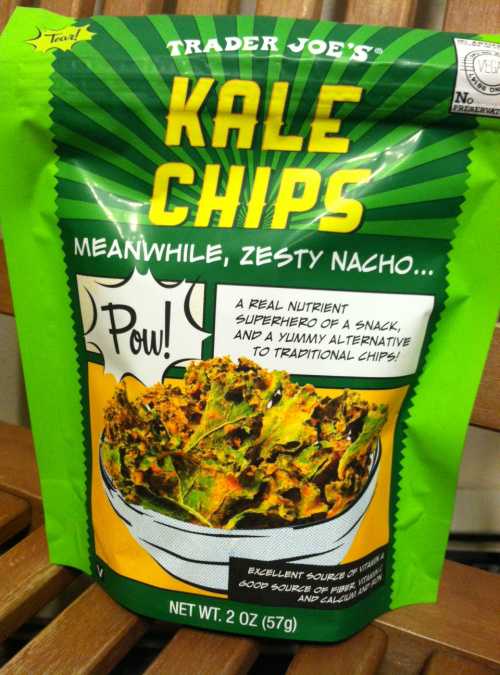 Tear!
TRADER JOE'S®
No
KALE
CHIPS
MEANWHILE, ZESTY NACHO...
Pow!
A REAL NUTRIENT
SUPERHERO OF A SNACK,
AND A YUMMY ALTERNATIVE
TO TRADITIONAL CHIPS!
EXCELLENT SOURCE OF VITAMIN A
GOOD SOURCE OF FIBER, VITAMIN C
AND CALCIUM AND IRON
V
NET WT. 2 OZ (57g)